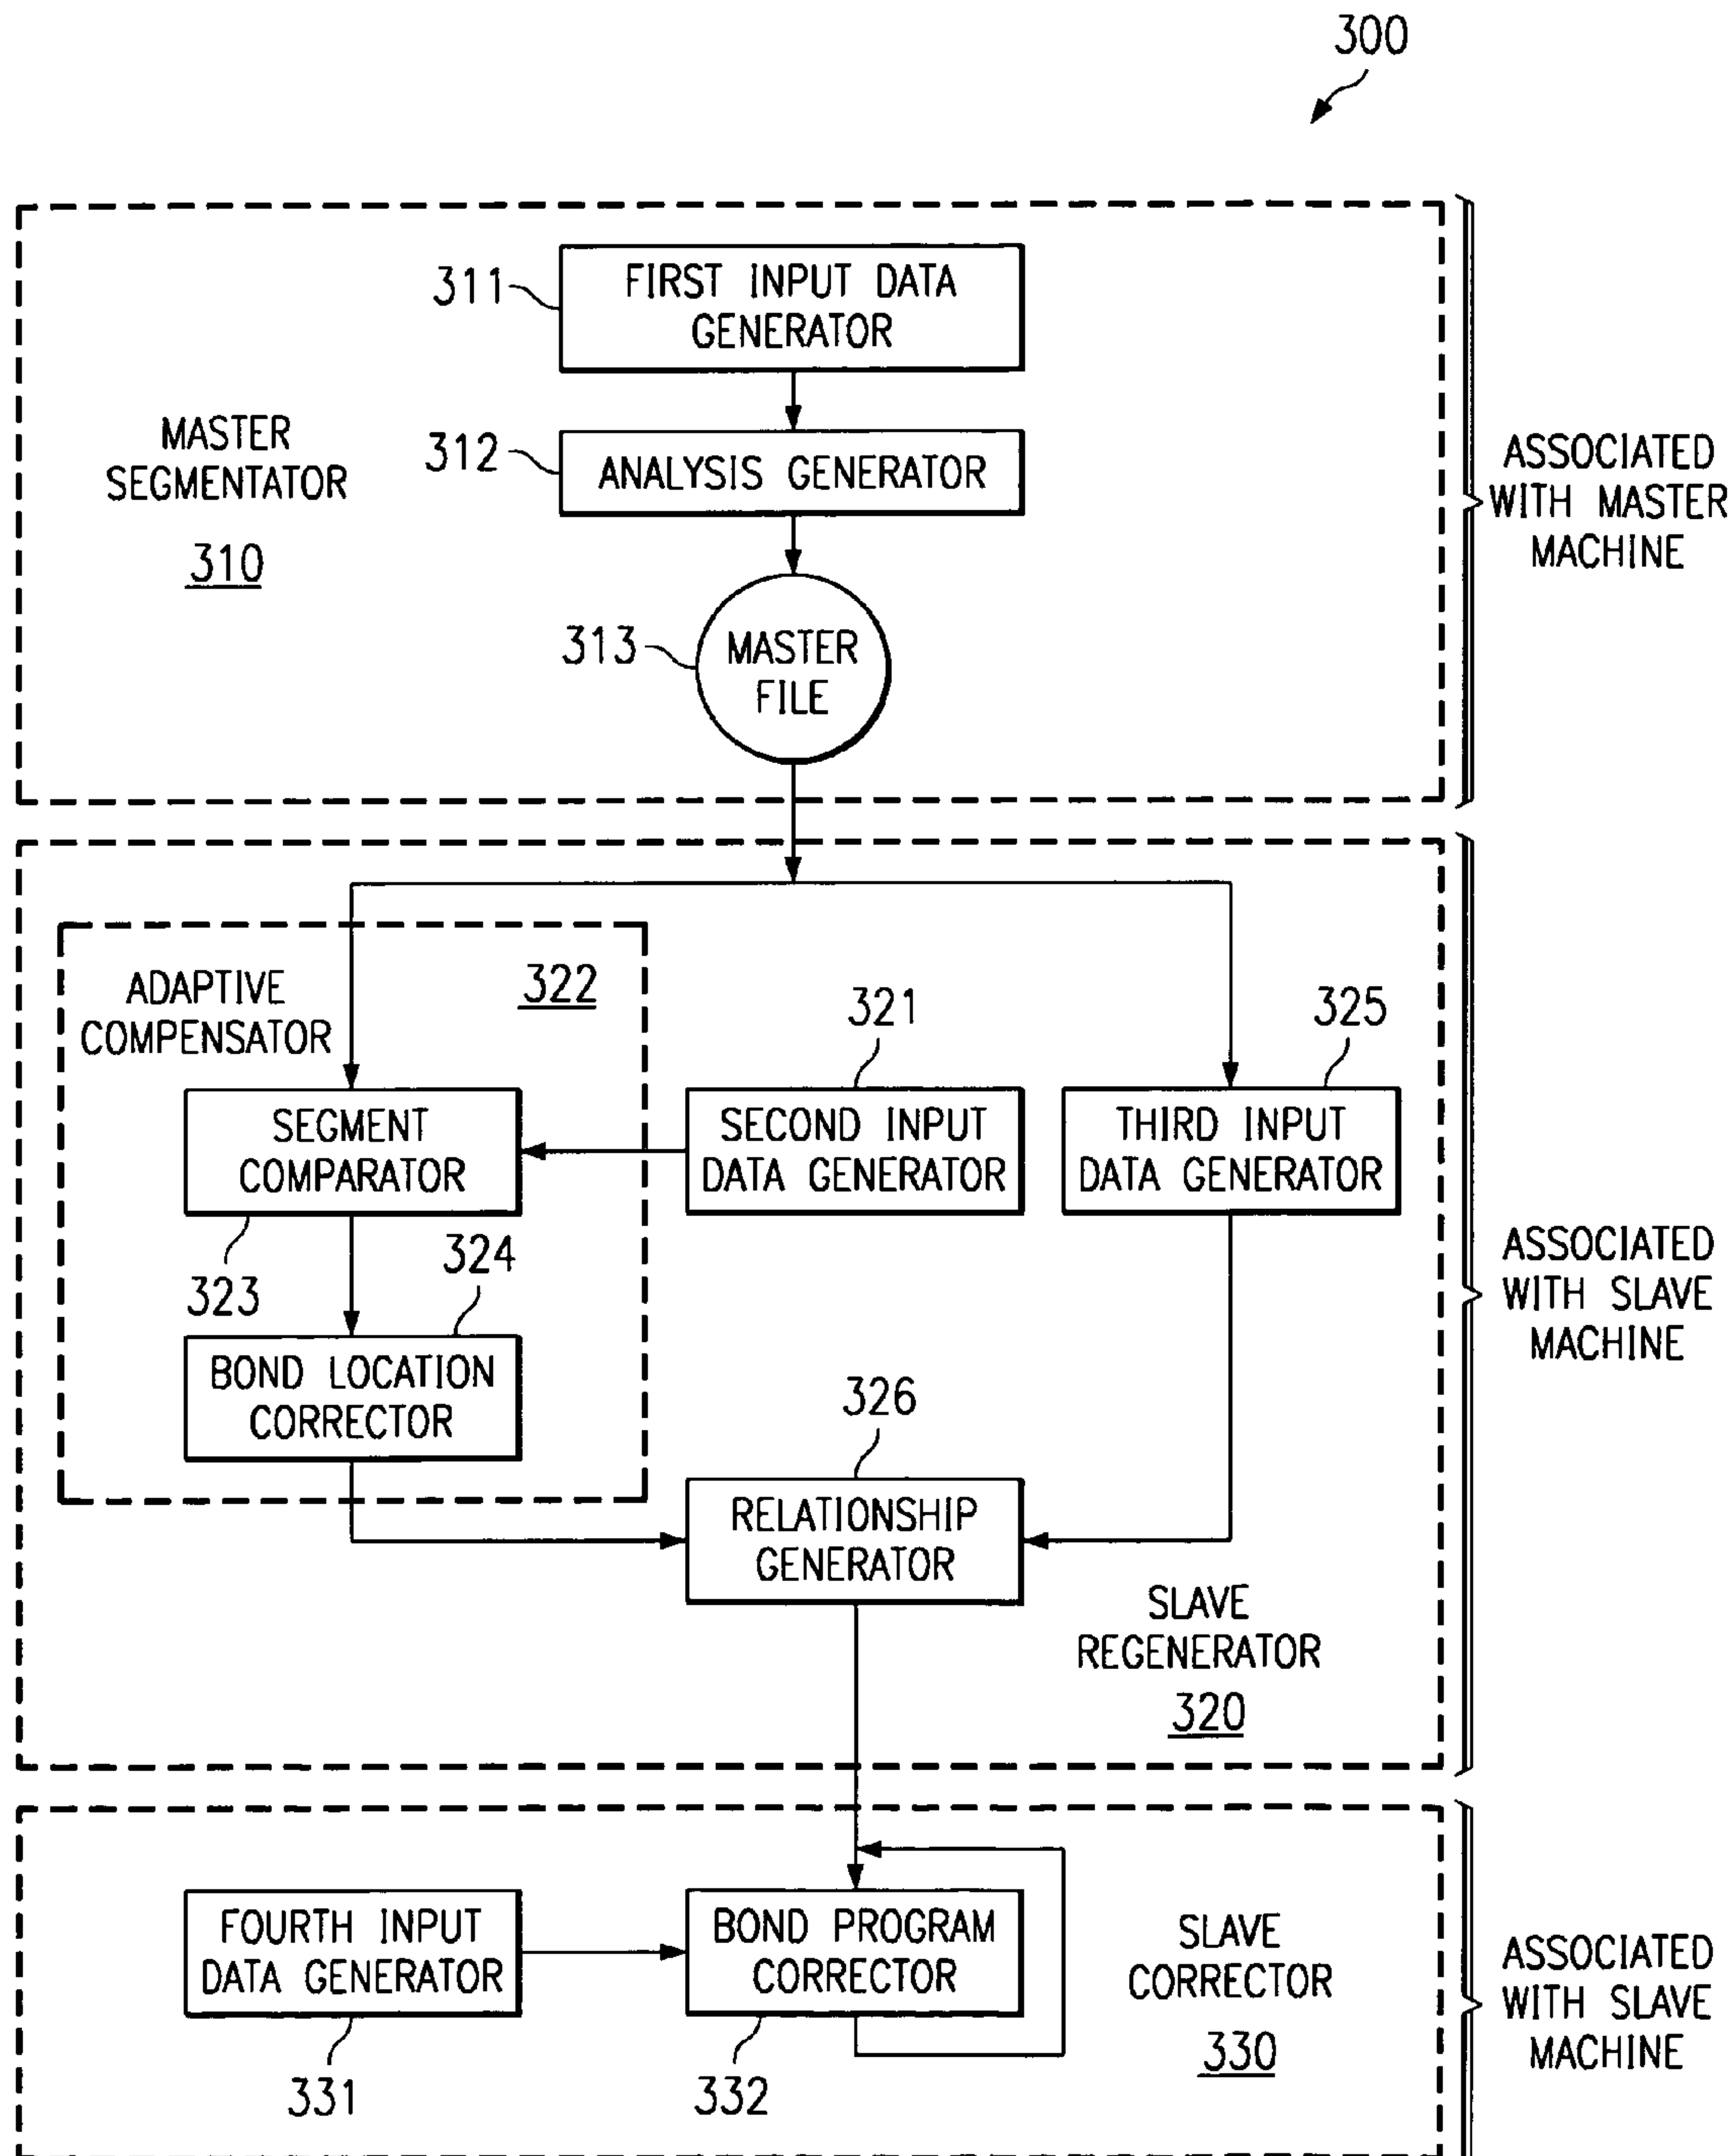 300
311
FIRST INPUT DATA
GENERATOR
MASTER
SEGMENTATOR
310
312
ANALYSIS GENERATOR
313
MASTER
FILE
ASSOCIATED
WITH MASTER
MACHINE
ADAPTIVE
COMPENSATOR
322
321
325
SEGMENT
COMPARATOR
SECOND INPUT
DATA GENERATOR
THIRD INPUT
DATA GENERATOR
323
324
BOND LOCATION
CORRECTOR
326
RELATIONSHIP
GENERATOR
SLAVE
REGENERATOR
320
ASSOCIATED
WITH SLAVE
MACHINE
FOURTH INPUT
DATA GENERATOR
331
BOND PROGRAM
CORRECTOR
332
SLAVE
CORRECTOR
330
ASSOCIATED
WITH SLAVE
MACHINE